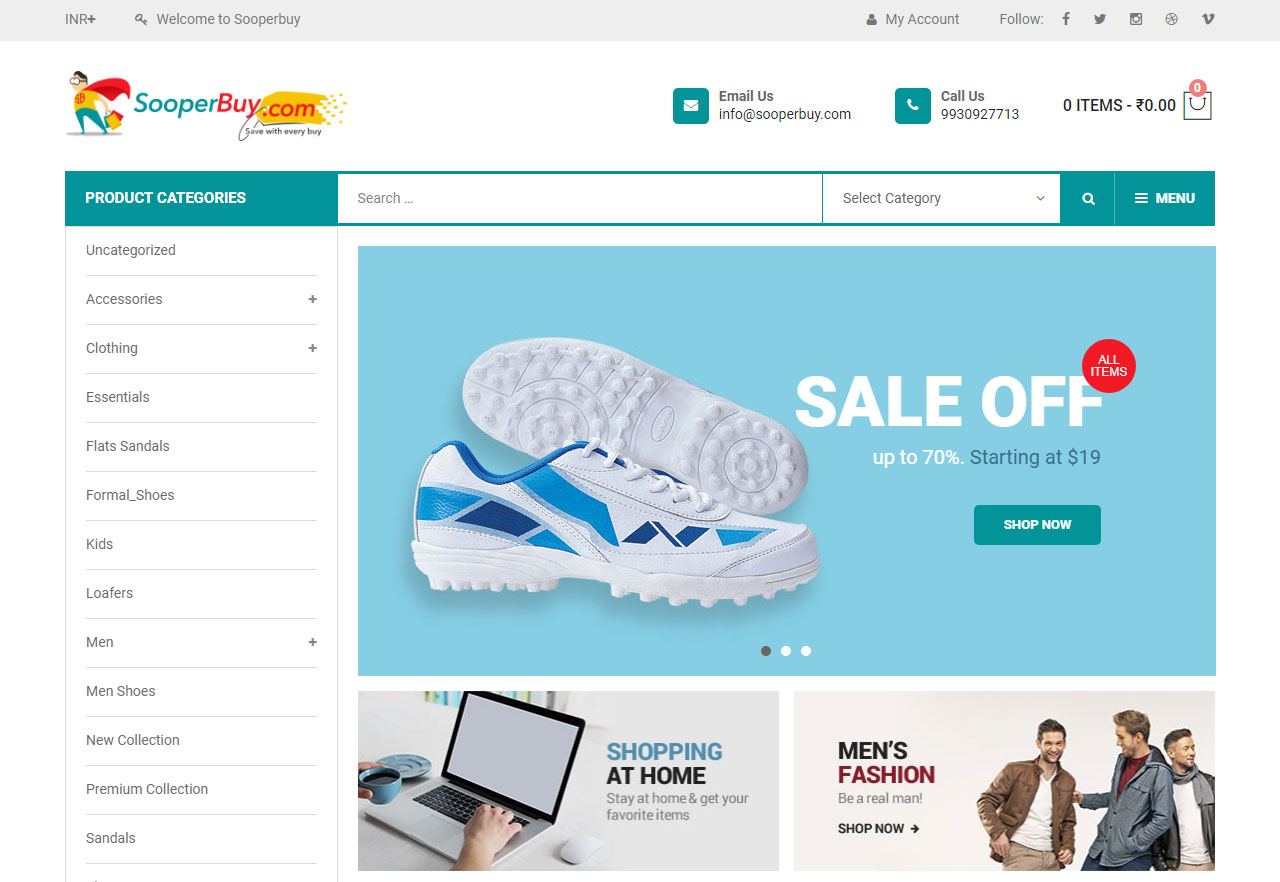 INR+
Welcome to Sooperbuy
My Account
Follow:
SB
SooperBuy.com
Save with every buy
Email Us
info@sooperbuy.com
Call Us
9930927713
0 ITEMS - ₹0.00
0
PRODUCT CATEGORIES
Search ...
Select Category
MENU
Uncategorized
Accessories +
Clothing +
Essentials
Flats Sandals
Formal_Shoes
Kids
Loafers
Men +
Men Shoes
New Collection
Premium Collection
Sandals
ALL
ITEMS
SALE OFF
up to 70%. Starting at $19
SHOP NOW
SHOPPING
AT HOME
Stay at home & get your
favorite items
MEN'S
FASHION
Be a real man!
SHOP NOW